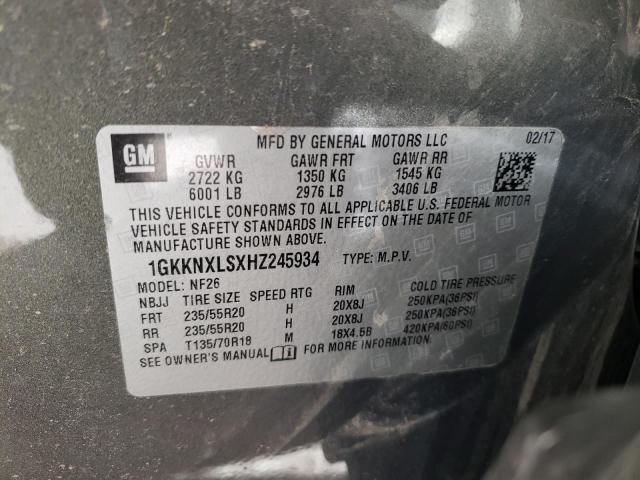 GM
MFD BY GENERAL MOTORS LLC 02/17
GVWR GAWR FRT GAWR RR
2722 KG 1350 KG 1545 KG
6001 LB 2976 LB 3406 LB
THIS VEHICLE CONFORMS TO ALL APPLICABLE U.S. FEDERAL MOTOR
VEHICLE SAFETY STANDARDS IN EFFECT ON THE DATE OF
MANUFACTURE SHOWN ABOVE.
1GKKNXLSXHZ245934 TYPE: M.P.V.
MODEL: NF26
NBJJ TIRE SIZE SPEED RTG RIM COLD TIRE PRESSURE
FRT 235/55R20 H 20X8J 250KPA(36PSI)
RR 235/55R20 H 20X8J 250KPA(36PSI)
SPA T135/70R18 M 18X4.5B 420KPA(60PSI)
SEE OWNER'S MANUAL FOR MORE INFORMATION.